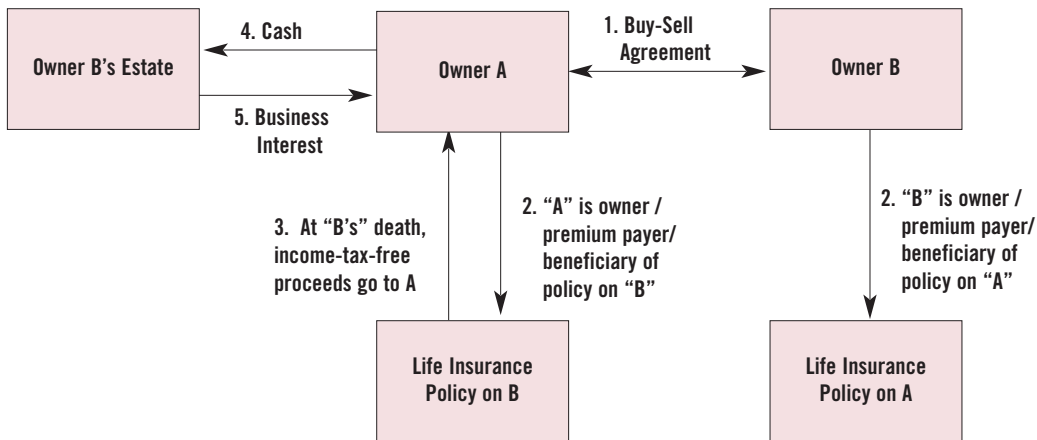 4. Cash
1. Buy-Sell
Agreement
Owner B’s Estate
Owner A
Owner B
5. Business
Interest
3. At “B’s” death,
income-tax-free
proceeds go to A
2. “A” is owner /
premium payer/
beneficiary of
policy on “B”
2. “B” is owner /
premium payer/
beneficiary of
policy on “A”
Life Insurance
Policy on B
Life Insurance
Policy on A